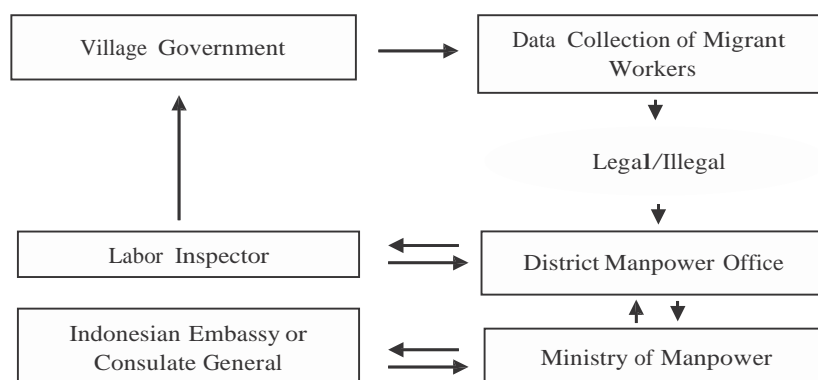 Village Government
Data Collection of Migrant
Workers
Legal/Illegal
Labor Inspector
District Manpower Office
Indonesian Embassy or
Consulate General
Ministry of Manpower